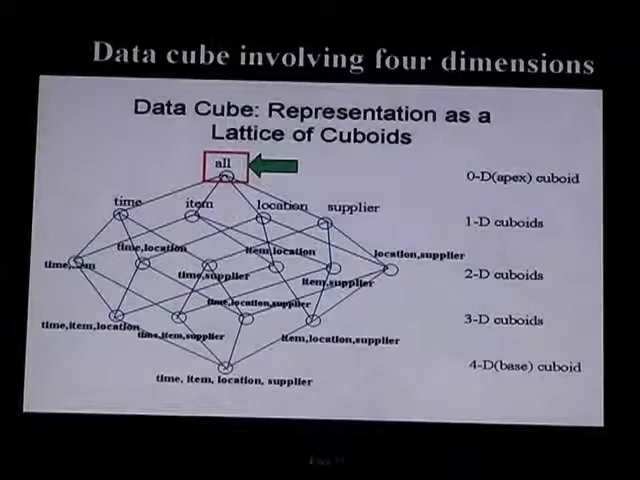 Data cube involving four dimensions
Data Cube: Representation as a
Lattice of Cuboids
all
0-D(apex) cuboid
time
item
location
supplier
1-D cuboids
time,location
item,location
location,supplier
time,item
time,supplier
item,supplier
2-D cuboids
time,location,supplier
time,item,location
time,item,supplier
item,location,supplier
3-D cuboids
4-D(base) cuboid
time, item, location, supplier